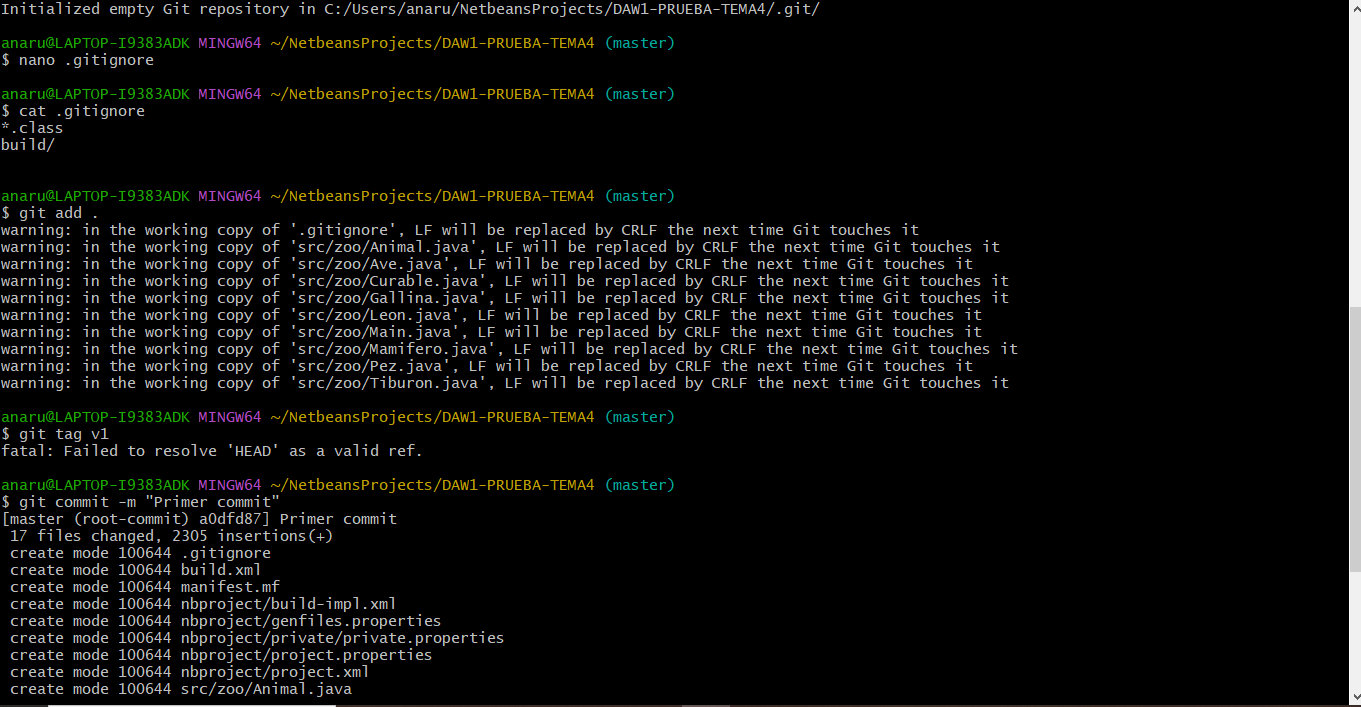 Initialized empty Git repository in C:/Users/anaru/NetbeansProjects/DAW1-PRUEBA-TEMA4/.git/
anaru@LAPTOP-I9383ADK MINGW64 ~/NetbeansProjects/DAW1-PRUEBA-TEMA4 (master)
$ nano .gitignore
anaru@LAPTOP-I9383ADK MINGW64 ~/NetbeansProjects/DAW1-PRUEBA-TEMA4 (master)
$ cat .gitignore
*.class
build/
anaru@LAPTOP-I9383ADK MINGW64 ~/NetbeansProjects/DAW1-PRUEBA-TEMA4 (master)
$ git add .
warning: in the working copy of '.gitignore', LF will be replaced by CRLF the next time Git touches it
warning: in the working copy of 'src/zoo/Animal.java', LF will be replaced by CRLF the next time Git touches it
warning: in the working copy of 'src/zoo/Ave.java', LF will be replaced by CRLF the next time Git touches it
warning: in the working copy of 'src/zoo/Curable.java', LF will be replaced by CRLF the next time Git touches it
warning: in the working copy of 'src/zoo/Gallina.java', LF will be replaced by CRLF the next time Git touches it
warning: in the working copy of 'src/zoo/Leon.java', LF will be replaced by CRLF the next time Git touches it
warning: in the working copy of 'src/zoo/Main.java', LF will be replaced by CRLF the next time Git touches it
warning: in the working copy of 'src/zoo/Mamifero.java', LF will be replaced by CRLF the next time Git touches it
warning: in the working copy of 'src/zoo/Pez.java', LF will be replaced by CRLF the next time Git touches it
warning: in the working copy of 'src/zoo/Tiburon.java', LF will be replaced by CRLF the next time Git touches it
anaru@LAPTOP-I9383ADK MINGW64 ~/NetbeansProjects/DAW1-PRUEBA-TEMA4 (master)
$ git tag v1
fatal: Failed to resolve 'HEAD' as a valid ref.
anaru@LAPTOP-I9383ADK MINGW64 ~/NetbeansProjects/DAW1-PRUEBA-TEMA4 (master)
$ git commit -m "Primer commit"
[master (root-commit) a0dfd87] Primer commit
17 files changed, 2305 insertions(+)
create mode 100644 .gitignore
create mode 100644 build.xml
create mode 100644 manifest.mf
create mode 100644 nbproject/build-impl.xml
create mode 100644 nbproject/genfiles.properties
create mode 100644 nbproject/private/private.properties
create mode 100644 nbproject/project.properties
create mode 100644 nbproject/project.xml
create mode 100644 src/zoo/Animal.java